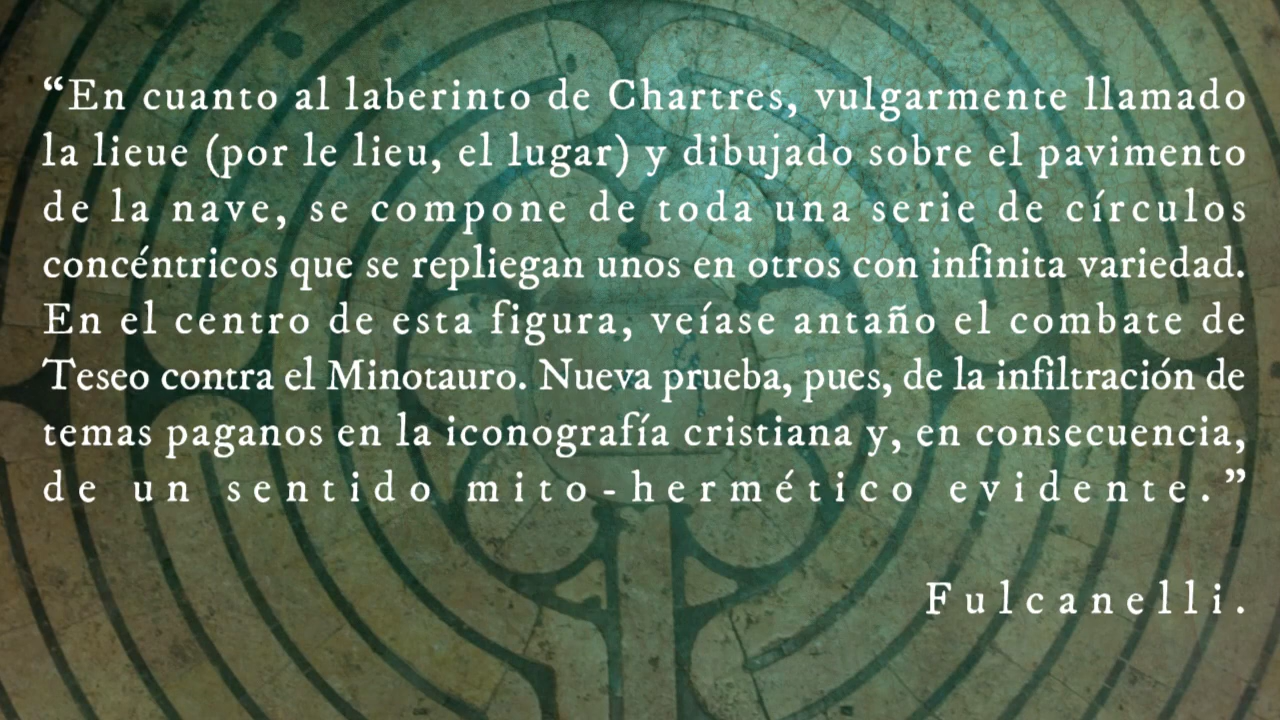 “En cuanto al laberinto de Chartres, vulgarmente llamado
la lieue (por le lieu, el lugar) y dibujado sobre el pavimento
de la nave, se compone de toda una serie de círculos
concéntricos que se repliegan unos en otros con infinita variedad.
En el centro de esta figura, veíase antaño el combate de
Teseo contra el Minotauro. Nueva prueba, pues, de la infiltración de
temas paganos en la iconografía cristiana y, en consecuencia,
de un sentido mito-hermético evidente.”
Fulcanelli.